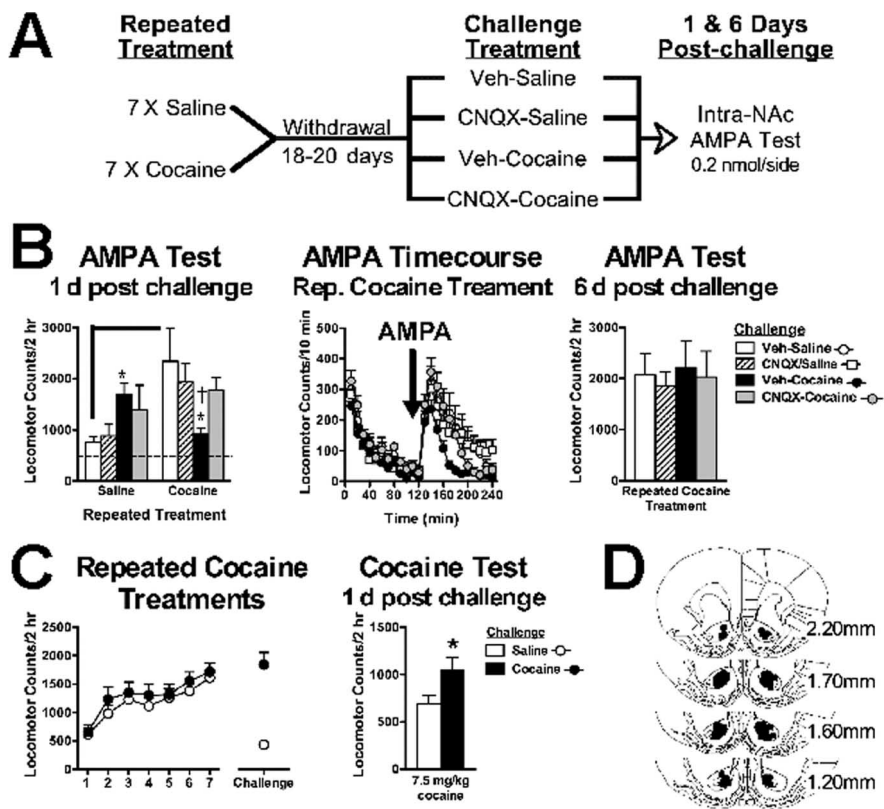 A
Repeated
Treatment
Challenge
Treatment
1 & 6 Days
Post-challenge
7 X Saline
7 X Cocaine
Withdrawal
18-20 days
Veh-Saline
CNQX-Saline
Veh-Cocaine
CNQX-Cocaine
Intra-NAc
AMPA Test
0.2 nmol/side
B
AMPA Test
1 d post challenge
Locomotor Counts/2 hr
3000
2000
1000
0
*
†
*
Saline
Cocaine
Repeated Treatment
AMPA Timecourse
Rep. Cocaine Treament
AMPA
Locomotor Counts/10 min
500
400
300
200
100
0
0
40
80
120
160
200
240
Time (min)
AMPA Test
6 d post challenge
Locomotor Counts/2 hr
3000
2000
1000
0
Repeated Cocaine
Treatment
Challenge
Veh-Saline
CNQX/Saline
Veh-Cocaine
CNQX-Cocaine
C
Repeated Cocaine
Treatments
Locomotor Counts/2 hr
2500
2000
1500
1000
500
0
1
2
3
4
5
6
7
Challenge
Cocaine Test
1 d post challenge
Locomotor Counts/2 hr
1500
1000
500
0
*
7.5 mg/kg
cocaine
Challenge
Saline
Cocaine
D
2.20mm
1.70mm
1.60mm
1.20mm